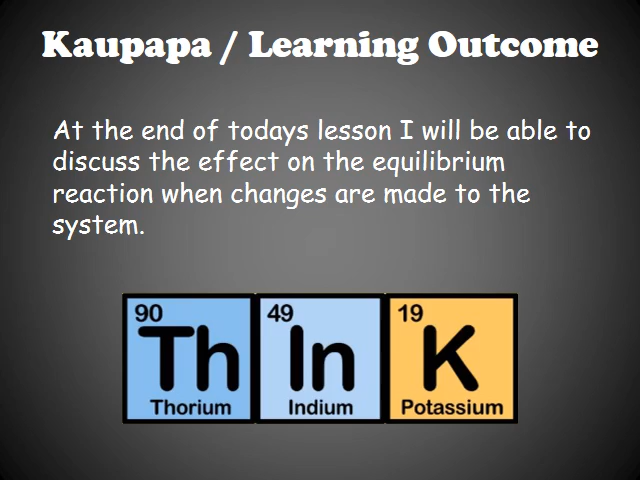 Kaupapa / Learning Outcome
At the end of todays lesson I will be able to
discuss the effect on the equilibrium
reaction when changes are made to the
system.
90 49 19
Th In K
Thorium Indium Potassium